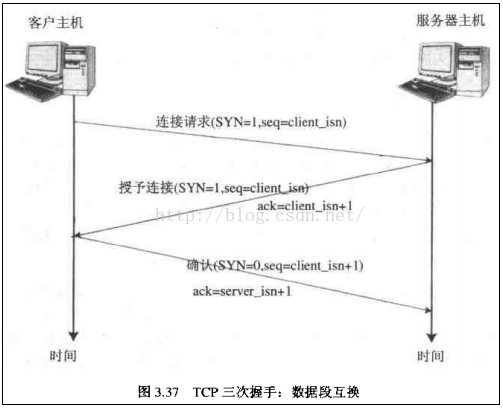 客户主机
服务器主机
连接请求(SYN=1,seq=client_isn)
授予连接(SYN=1,seq=client_isn)
ack=client_isn+1
http://blog.csdn.net/
确认(SYN=0,seq=client_isn+1)
ack=server_isn+1
时间
时间
图 3.37 TCP 三次握手：数据段互换